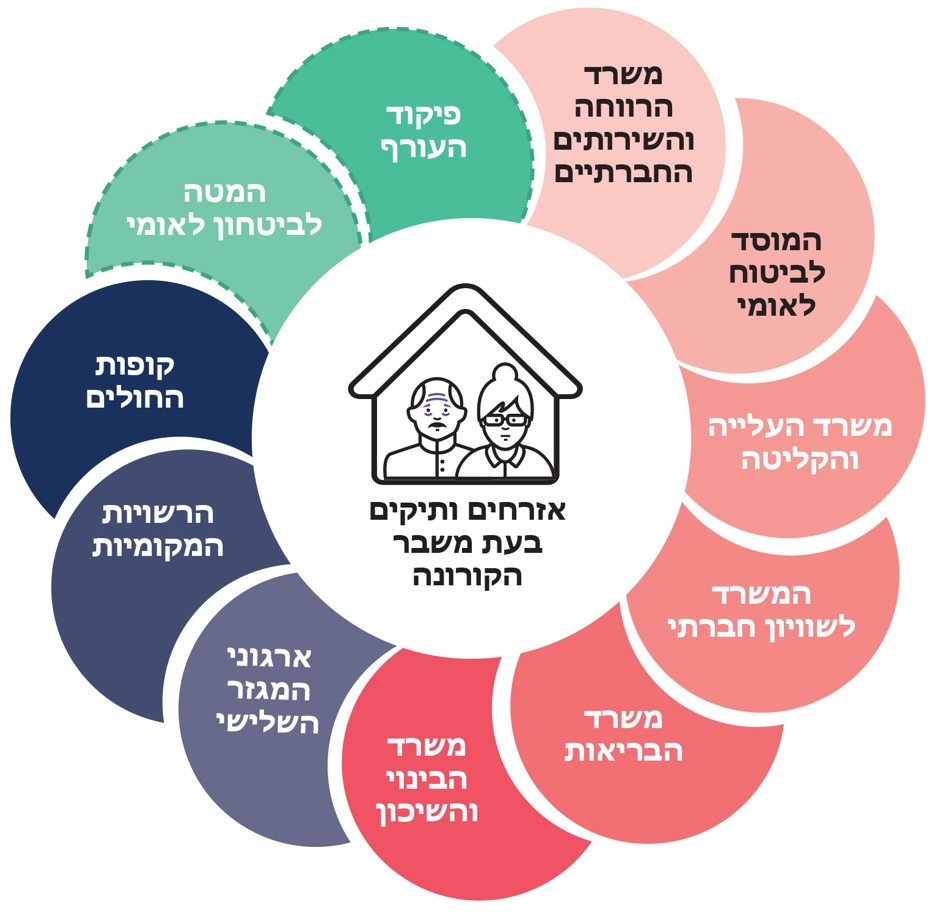 משרד
הרווחה
והשירותים
החברתיים
המוסד
לביטוח
לאומי
משרד העלייה
והקליטה
המשרד
לשוויון חברתי
משרד
הבריאות
משרד
הבינוי
והשיכון
ארגוני
המגזר
השלישי
הרשויות
המקומיות
קופות
החולים
המטה
לביטחון לאומי
פיקוד
העורף
אזרחים ותיקים
בעת משבר
הקורונה